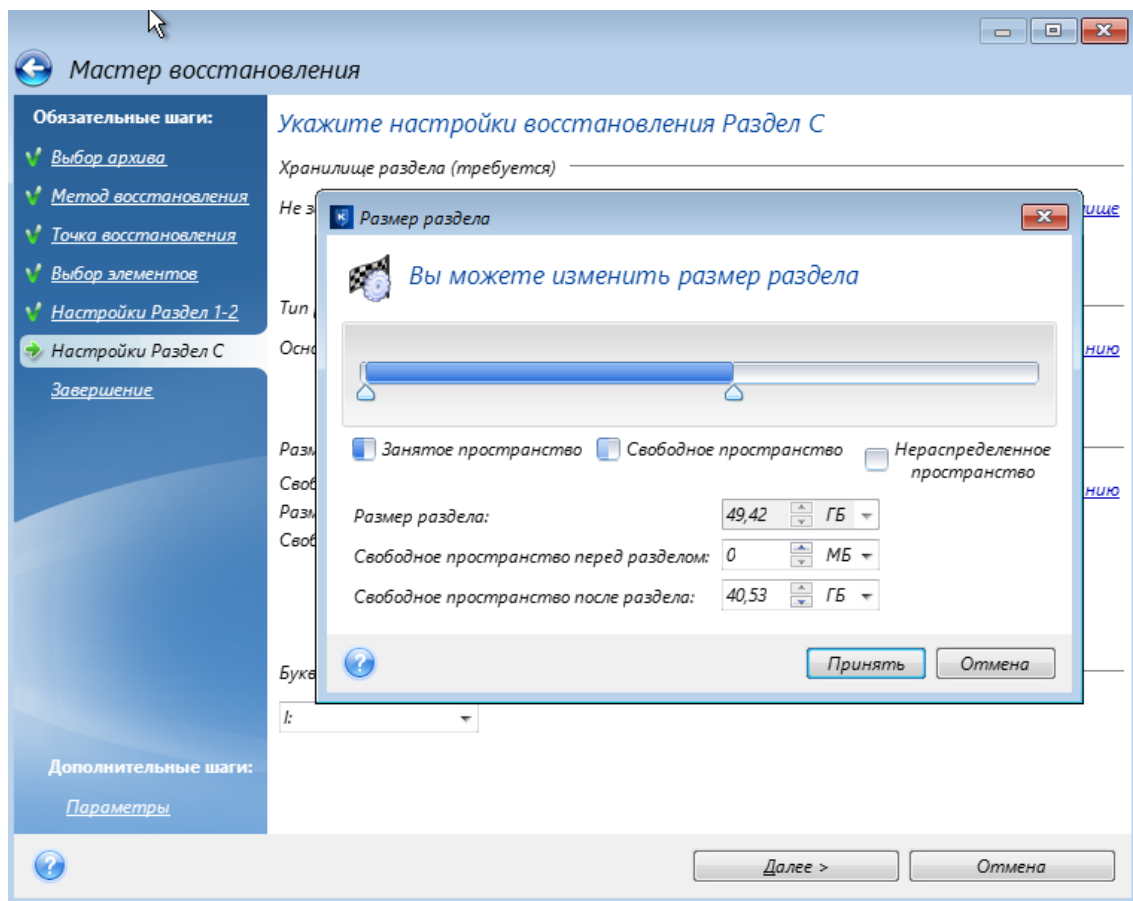 Мастер восстановления
Обязательные шаги:
Выбор архива
Метод восстановления
Точка восстановления
Выбор элементов
Настройки Раздел 1-2
Настройки Раздел C
Завершение
Дополнительные шаги:
Параметры
Укажите настройки восстановления Раздел C
Хранилище раздела (требуется)
Не
Тип
Размер раздела
Вы можете изменить размер раздела
Занятое пространство
Свободное пространство
Нераспределенное
пространство
Размер раздела: 49,42 ГБ
Свободное пространство перед разделом: 0 МБ
Свободное пространство после раздела: 40,53 ГБ
Принять
Отмена
I:
Далее >
Отмена